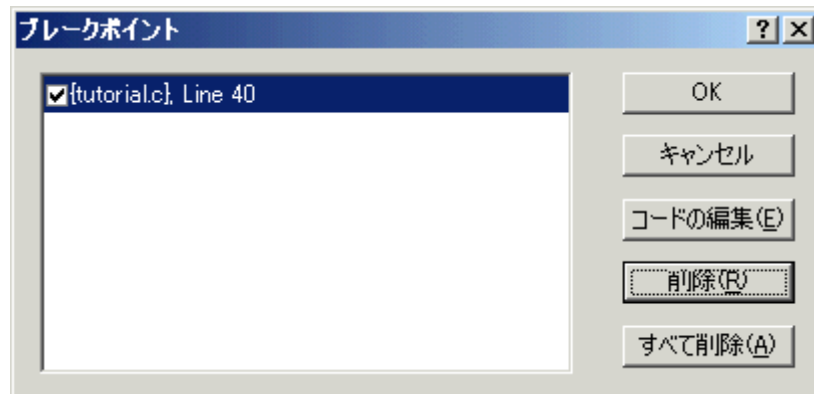 ブレークポイント
{tutorial.c}, Line 40
OK
キャンセル
コードの編集(E)
削除(R)
すべて削除(A)